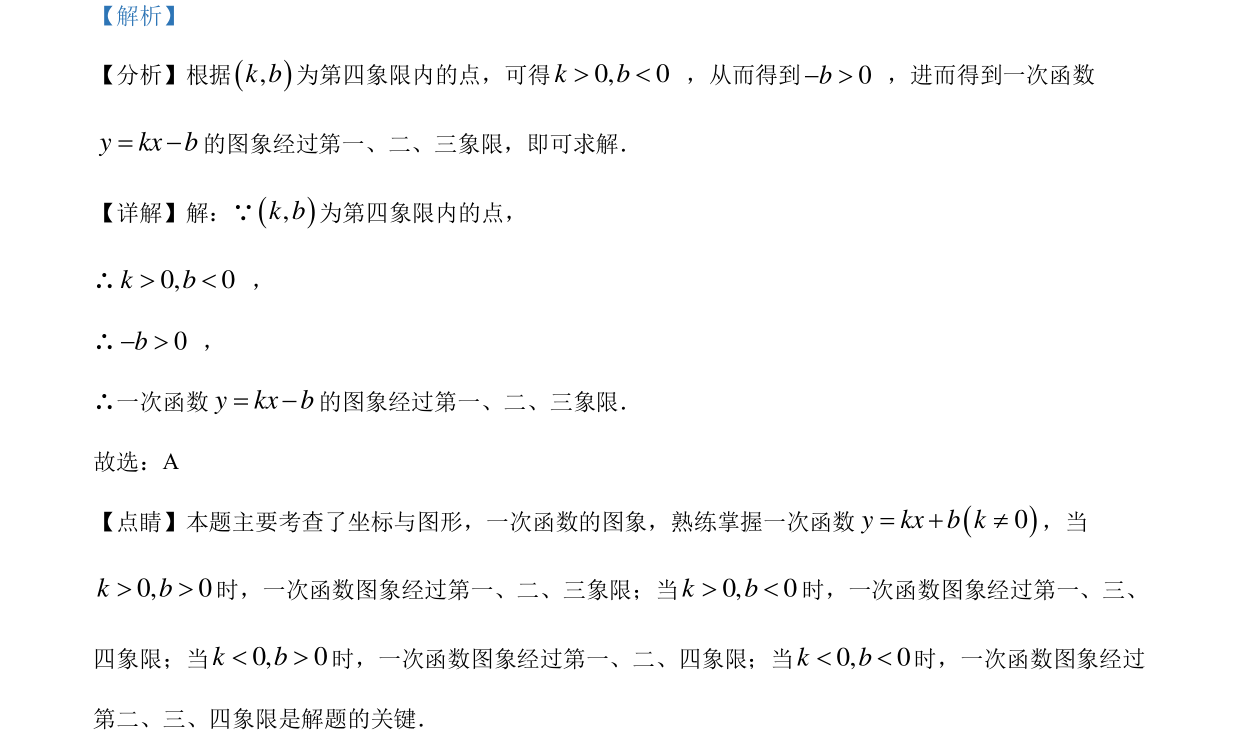 【解析】
【分析】根据(k,b)为第四象限内的点，可得k>0,b<0 ，从而得到−b>0 ，进而得到一次函数
y=kx−b的图象经过第一、二、三象限，即可求解．
【详解】解：∵(k,b)为第四象限内的点，
∴k>0,b<0 ，
∴−b>0 ，
∴一次函数y=kx−b的图象经过第一、二、三象限．
故选：A
【点睛】本题主要考查了坐标与图形，一次函数的图象，熟练掌握一次函数y=kx+b(k≠0)，当
k>0,b>0时，一次函数图象经过第一、二、三象限；当k>0,b<0时，一次函数图象经过第一、三、
四象限；当k<0,b>0时，一次函数图象经过第一、二、四象限；当k<0,b<0时，一次函数图象经过
第二、三、四象限是解题的关键．